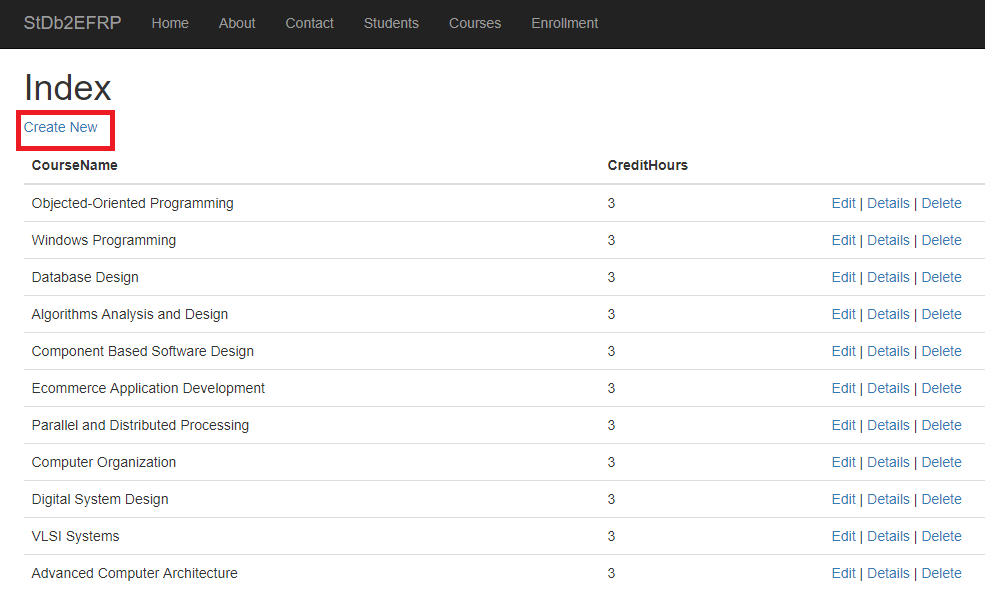 StDb2EFRP Home About Contact Students Courses Enrollment
Index
Create New
CourseName CreditHours
Objected-Oriented Programming 3 Edit | Details | Delete
Windows Programming 3 Edit | Details | Delete
Database Design 3 Edit | Details | Delete
Algorithms Analysis and Design 3 Edit | Details | Delete
Component Based Software Design 3 Edit | Details | Delete
Ecommerce Application Development 3 Edit | Details | Delete
Parallel and Distributed Processing 3 Edit | Details | Delete
Computer Organization 3 Edit | Details | Delete
Digital System Design 3 Edit | Details | Delete
VLSI Systems 3 Edit | Details | Delete
Advanced Computer Architecture 3 Edit | Details | Delete